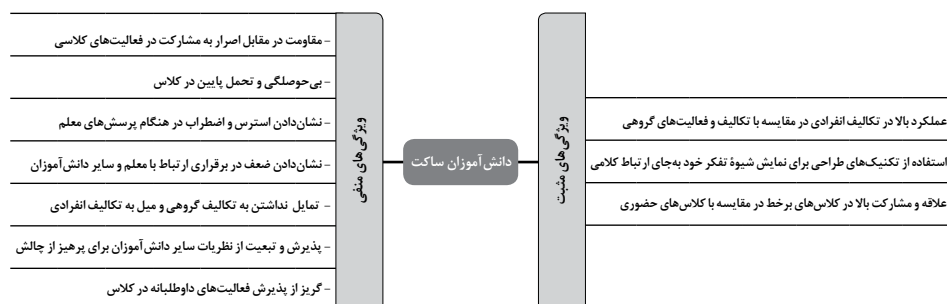 دانش‌آموزان ساکت
ویژگی‌های مثبت
عملکرد بالا در تکالیف انفرادی در مقایسه با تکالیف و فعالیت‌های گروهی
استفاده از تکنیک‌های طراحی برای نمایش شیوهٔ تفکر خود به‌جای ارتباط کلامی
علاقه و مشارکت بالا در کلاس‌های برخط در مقایسه با کلاس‌های حضوری
ویژگی‌های منفی
- مقاومت در مقابل اصرار به مشارکت در فعالیت‌های کلاسی
- بی‌حوصلگی و تحمل پایین در کلاس
- نشان‌دادن استرس و اضطراب در هنگام پرسش‌های معلم
- نشان‌دادن ضعف در برقراری ارتباط با معلم و سایر دانش‌آموزان
- تمایل نداشتن به تکالیف گروهی و میل به تکالیف انفرادی
- پذیرش و تبعیت از نظریات سایر دانش‌آموزان برای پرهیز از چالش
- گریز از پذیرش فعالیت‌های داوطلبانه در کلاس